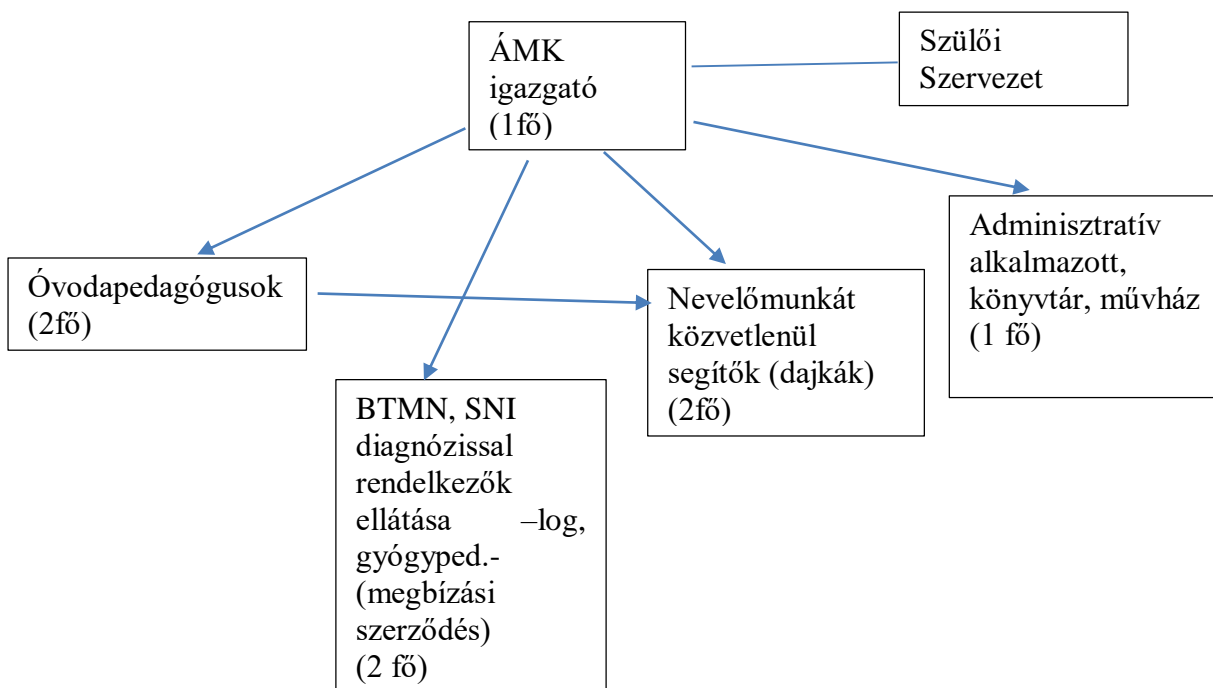 ÁMK
igazgató
(1fő)
Szülői
Szervezet
Óvodapedagógusok
(2fő)
BTMN, SNI
diagnózissal
rendelkezők
ellátása –log,
gyógyped.-
(megbízási
szerződés)
(2 fő)
Nevelőmunkát
közvetlenül
segítők (dajkák)
(2fő)
Adminisztratív
alkalmazott,
könyvtár, művház
(1 fő)